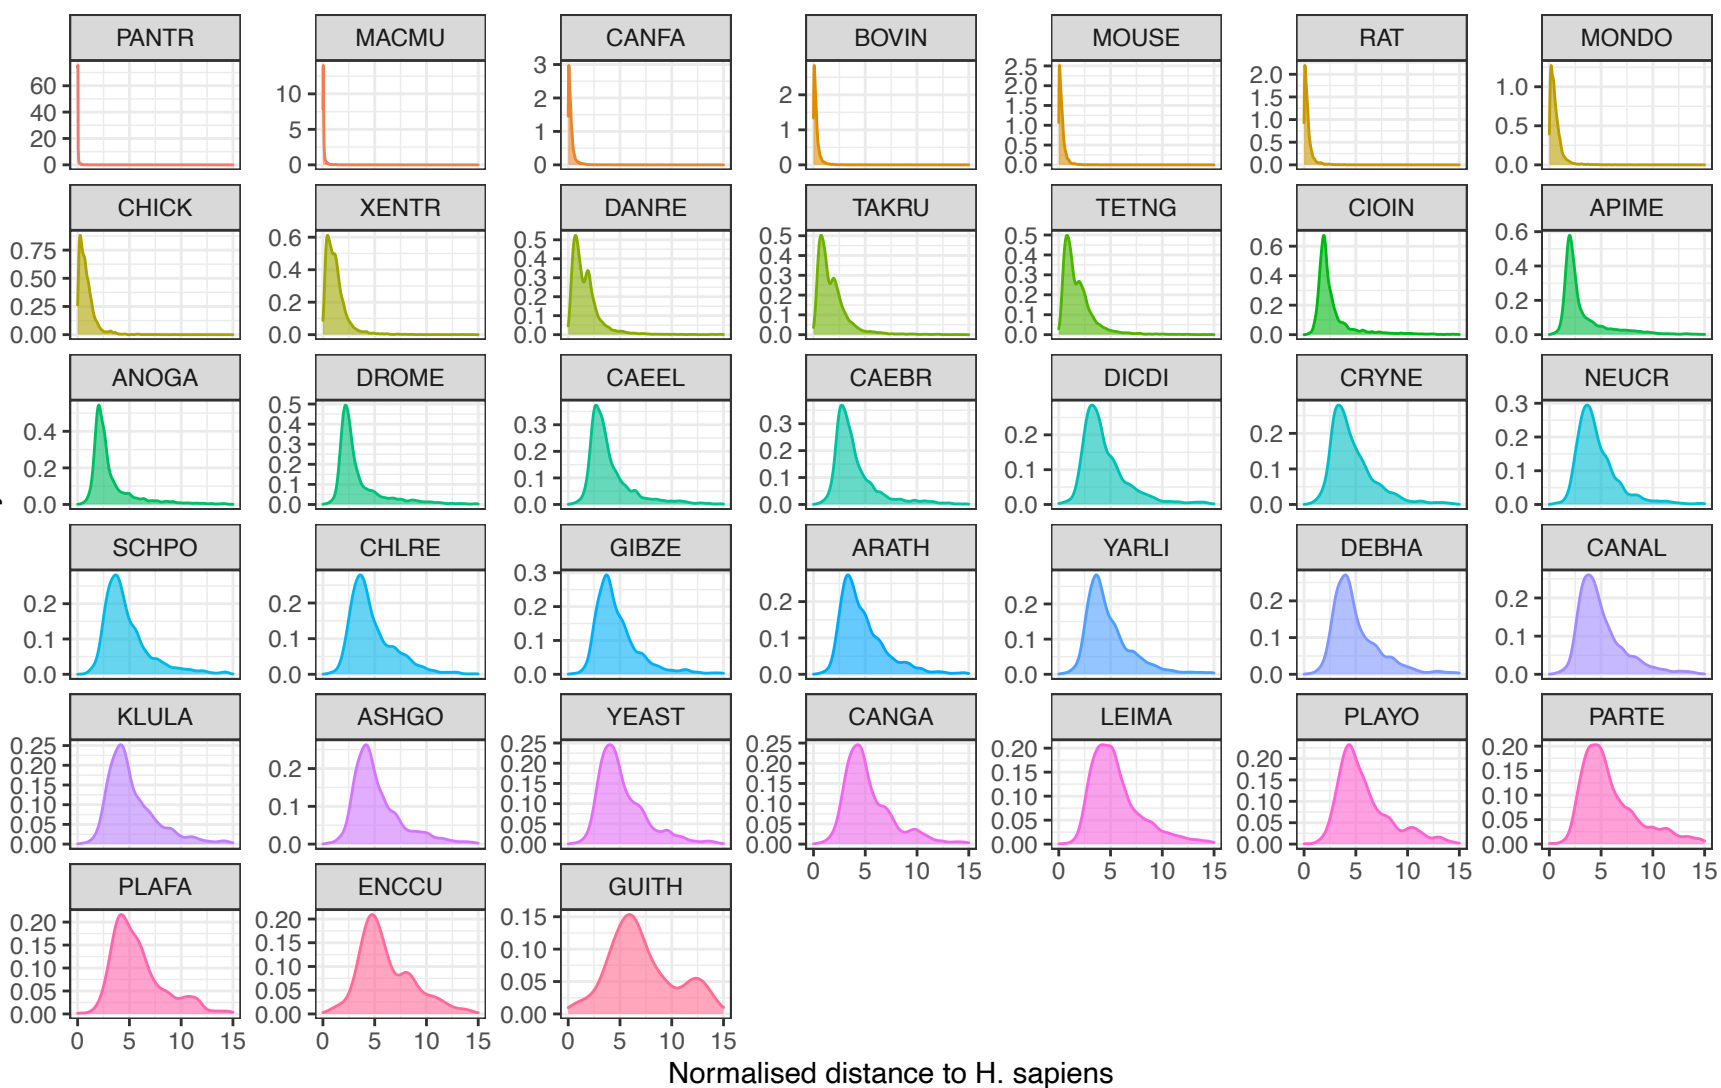 PANTR MACMU CANFA BOVIN MOUSE RAT MONDO
60 40 20 0
10 5 0
3 2 1 0
2 1 0
2.5 2.0 1.5 1.0 0.5 0.0
2.0 1.5 1.0 0.5 0.0
1.0 0.5 0.0
CHICK XENTR DANRE TAKRU TETNG CIOIN APIME
0.75 0.50 0.25 0.00
0.6 0.4 0.2 0.0
0.5 0.4 0.3 0.2 0.1 0.0
0.5 0.4 0.3 0.2 0.1 0.0
0.5 0.4 0.3 0.2 0.1 0.0
0.6 0.4 0.2 0.0
0.6 0.4 0.2 0.0
ANOGA DROME CAEEL CAEBR DICDI CRYNE NEUCR
0.4 0.2 0.0
0.5 0.4 0.3 0.2 0.1 0.0
0.3 0.2 0.1 0.0
0.3 0.2 0.1 0.0
0.2 0.1 0.0
0.2 0.1 0.0
0.3 0.2 0.1 0.0
SCHPO CHLRE GIBZE ARATH YARLI DEBHA CANAL
0.2 0.1 0.0
0.2 0.1 0.0
0.3 0.2 0.1 0.0
0.2 0.1 0.0
0.2 0.1 0.0
0.2 0.1 0.0
0.2 0.1 0.0
KLULA ASHGO YEAST CANGA LEIMA PLAYO PARTE
0.25 0.20 0.15 0.10 0.05 0.00
0.2 0.1 0.0
0.25 0.20 0.15 0.10 0.05 0.00
0.25 0.20 0.15 0.10 0.05 0.00
0.20 0.15 0.10 0.05 0.00
0.20 0.15 0.10 0.05 0.00
0.20 0.15 0.10 0.05 0.00
0 5 10 15 0 5 10 15 0 5 10 15 0 5 10 15
PLAFA ENCCU GUITH
0.20 0.15 0.10 0.05 0.00
0.20 0.15 0.10 0.05 0.00
0.15 0.10 0.05 0.00
0 5 10 15 0 5 10 15 0 5 10 15
Normalised distance to H. sapiens